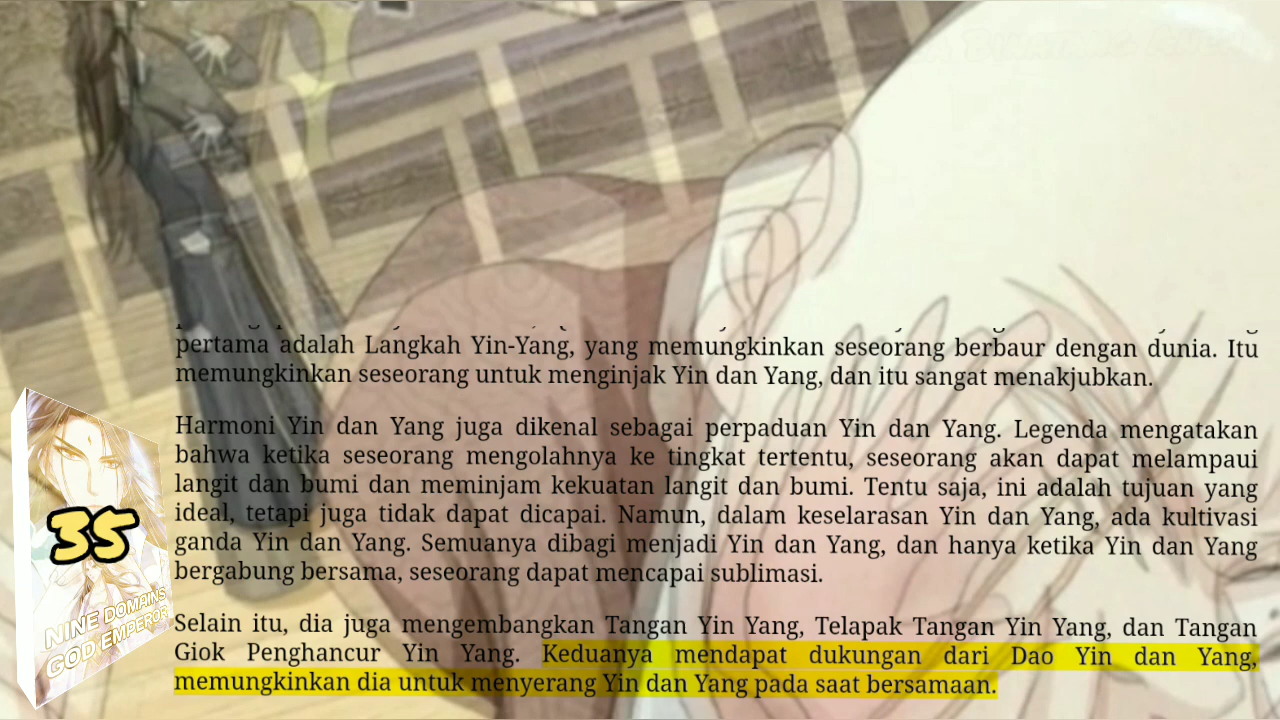 pertama adalah Langkah Yin-Yang, yang memungkinkan seseorang berbaur dengan dunia. Itu
memungkinkan seseorang untuk menginjak Yin dan Yang, dan itu sangat menakjubkan.
Harmoni Yin dan Yang juga dikenal sebagai perpaduan Yin dan Yang. Legenda mengatakan
bahwa ketika seseorang mengolahnya ke tingkat tertentu, seseorang akan dapat melampaui
langit dan bumi dan meminjam kekuatan langit dan bumi. Tentu saja, ini adalah tujuan yang
ideal, tetapi juga tidak dapat dicapai. Namun, dalam keselarasan Yin dan Yang, ada kultivasi
ganda Yin dan Yang. Semuanya dibagi menjadi Yin dan Yang, dan hanya ketika Yin dan Yang
bergabung bersama, seseorang dapat mencapai sublimasi.
Selain itu, dia juga mengembangkan Tangan Yin Yang, Telapak Tangan Yin Yang, dan Tangan
Giok Penghancur Yin Yang. Keduanya mendapat dukungan dari Dao Yin dan Yang,
memungkinkan dia untuk menyerang Yin dan Yang pada saat bersamaan.
35
NINE DOMAINS
GOD EMPEROR